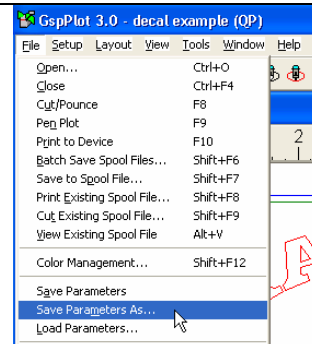 GspPlot 3.0 - decal example (QP)
File Setup Layout View Tools Window Help
Open... Ctrl+O
Close Ctrl+F4
Cut/Pounce F8
Pen Plot F9
Print to Device F10
Batch Save Spool Files... Shift+F6
Save to Spool File... Shift+F7
Print Existing Spool File... Shift+F8
Cut Existing Spool File... Shift+F9
View Existing Spool File Alt+V
Color Management... Shift+F12
Save Parameters
Save Parameters As...
Load Parameters...
2